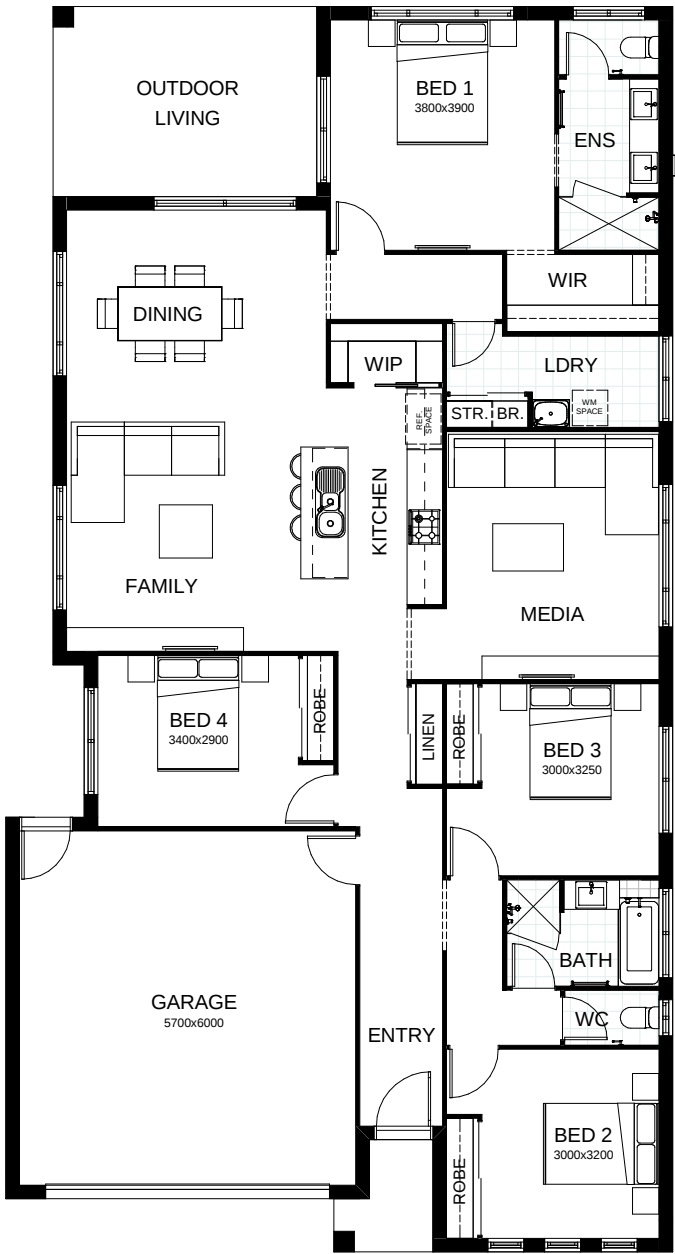 OUTDOOR
LIVING
BED 1
3800x3900
ENS
WIR
DINING
WIP
LDRY
REF.
SPACE
STR.
BR.
WM
SPACE
KITCHEN
FAMILY
MEDIA
BED 4
3400x2900
ROBE
LINEN
ROBE
BED 3
3000x3250
BATH
GARAGE
5700x6000
WC
ENTRY
BED 2
3000x3200
ROBE